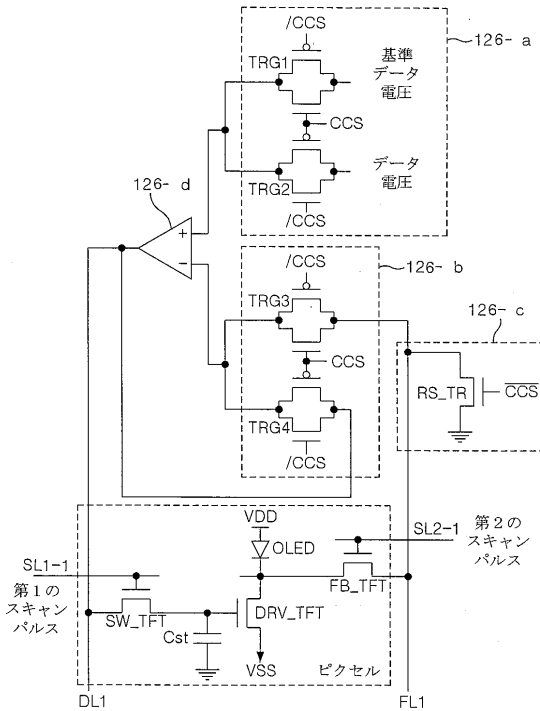 /CCS
126- a
TRG1
基準
データ
電圧
CCS
126- d
TRG2
データ
電圧
/CCS
+
−
/CCS
126- b
TRG3
126- c
CCS
RS_TR
CCS
TRG4
/CCS
VDD
SL2-1
第2の
スキャン
パルス
OLED
SL1-1
FB_TFT
第1の
スキャン
パルス
SW_TFT
DRV_TFT
Cst
VSS
ピクセル
DL1
FL1